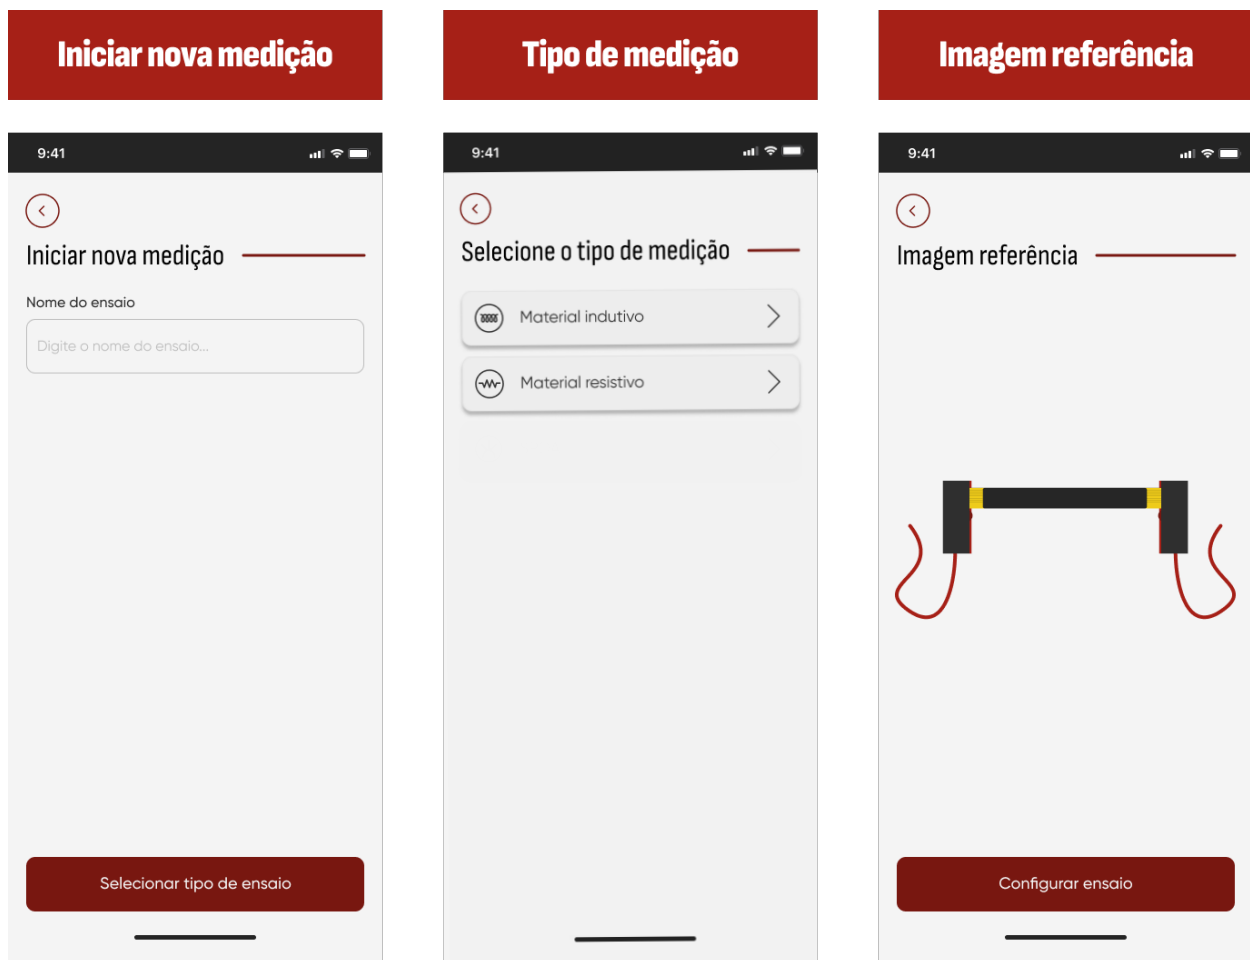 Iniciar nova medição
9:41
Iniciar nova medição
Nome do ensaio
Digite o nome do ensaio...
Selecionar tipo de ensaio
Tipo de medição
9:41
Selecione o tipo de medição
Material indutivo
Material resistivo
Imagem referência
9:41
Imagem referência
Configurar ensaio